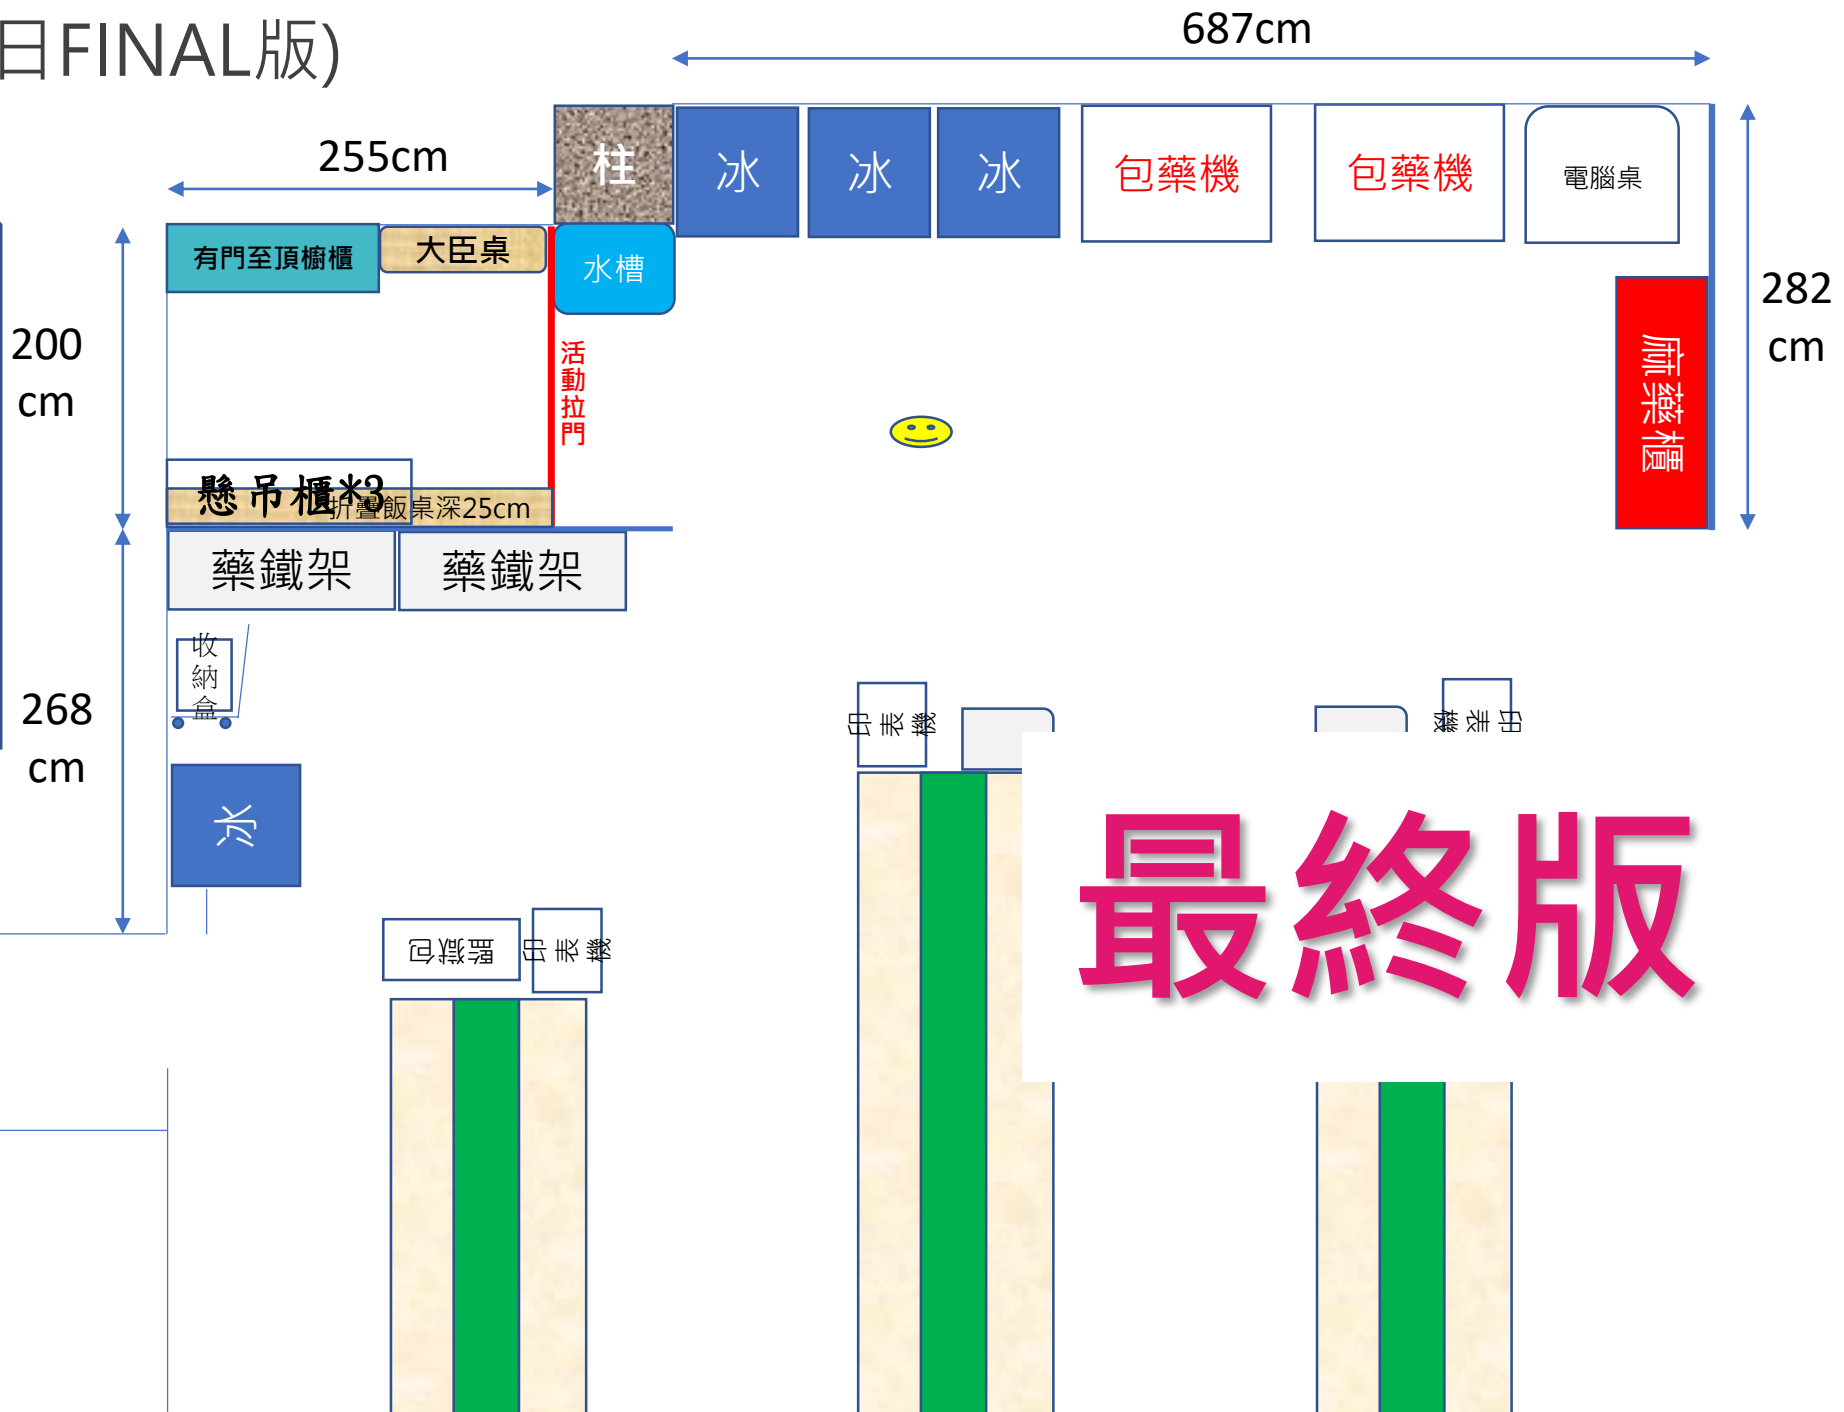 日FINAL版)
687cm
255cm
柱
冰
冰
冰
包藥機
包藥機
電腦桌
有門至頂櫥櫃
大臣桌
水槽
282
cm
200
cm
活動拉門
麻藥櫃
懸吊櫃*3
折疊飯桌深25cm
藥鐵架
藥鐵架
收納盒
268
cm
印表機
印表機
冰
最終版
監獄包
印表機